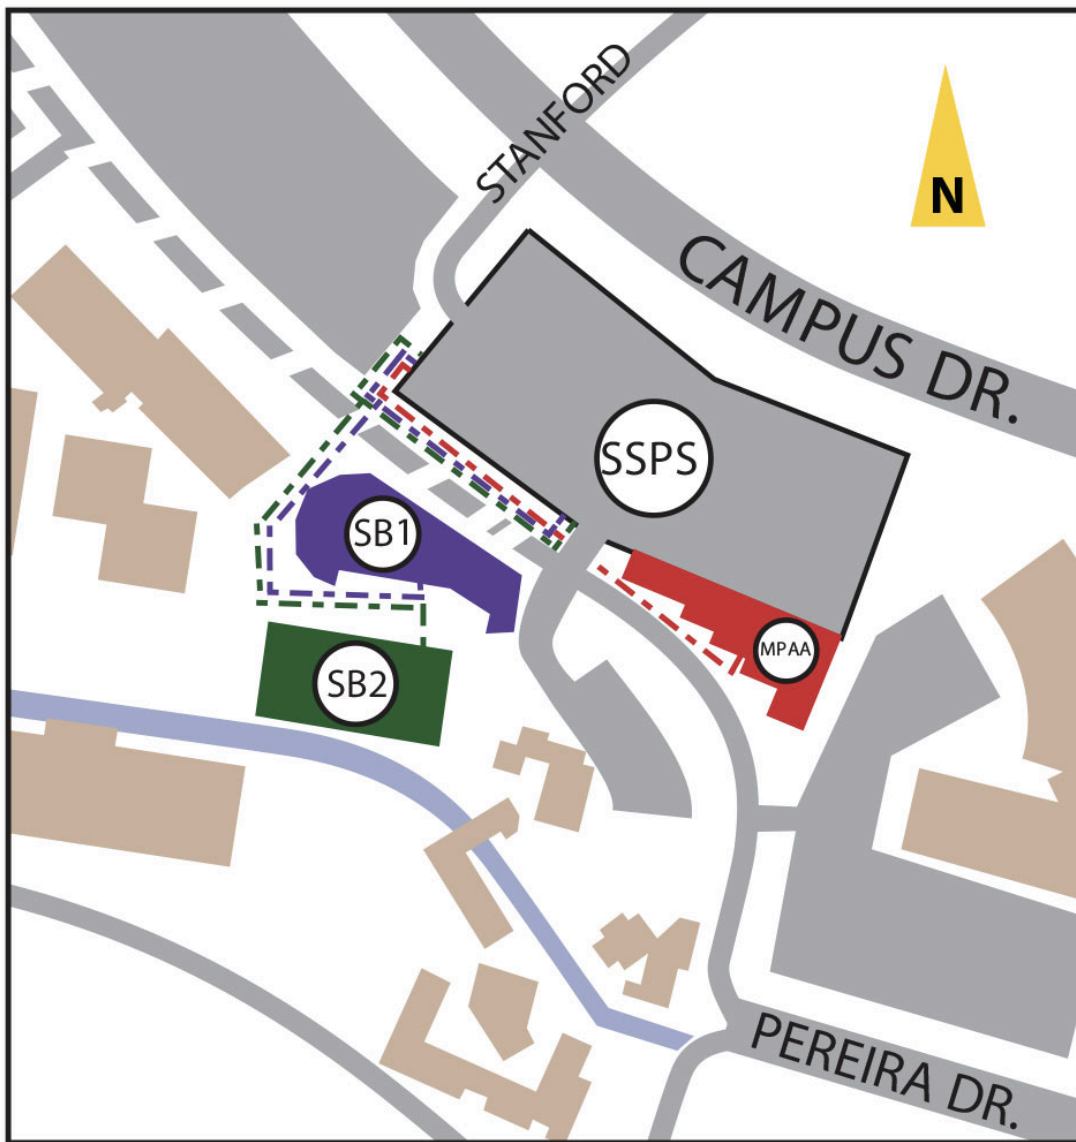 STANFORD
N
CAMPUS DR.
SSPS
SB1
MPAA
SB2
PEREIRA DR.